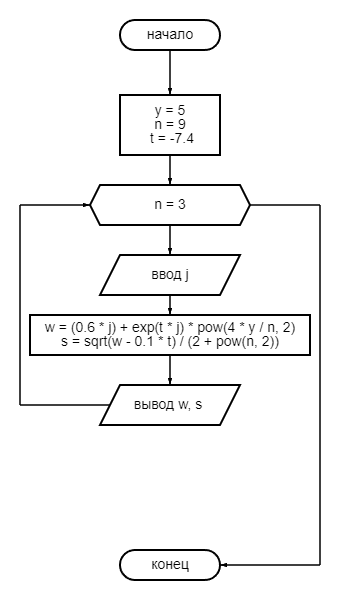 начало
y = 5
n = 9
t = -7.4
n = 3
ввод j
w = (0.6 * j) + exp(t * j) * pow(4 * y / n, 2)
s = sqrt(w - 0.1 * t) / (2 + pow(n, 2))
вывод w, s
конец